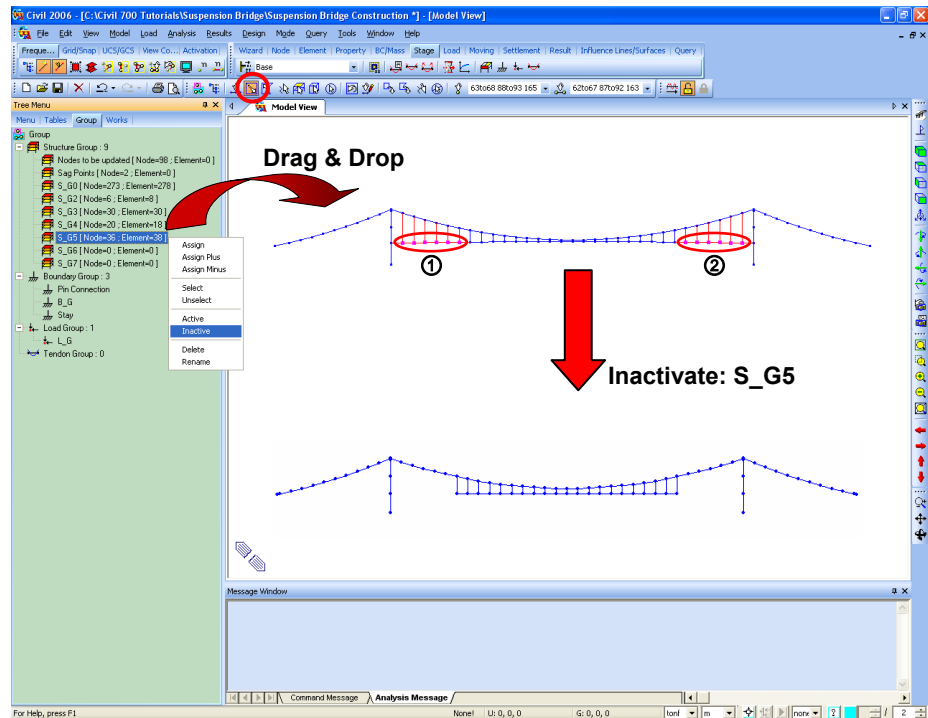 Civil 2006 - [C:\Civil 700 Tutorials\Suspension Bridge\Suspension Bridge Construction *] - [Model View]
File Edit View Model Load Analysis Results Design Mode Query Tools Window Help
Freque... Grid/Snap UCS/GCS View Co... Activation Wizard Node Element Property BC/Mass Stage Load Moving Settlement Result Influence Lines/Surfaces Query
Base
63to68 88to93 165 62to67 87to92 163
Tree Menu
Model View
Menu Tables Group Works
Group
Structure Group : 9
Nodes to be updated [ Node=98 ; Element=0 ]
Sag Points [ Node=2 ; Element=0 ]
S_G0 [ Node=273 ; Element=278 ]
S_G2 [ Node=6 ; Element=8 ]
S_G3 [ Node=30 ; Element=30 ]
S_G4 [ Node=20 ; Element=18 ]
S_G5 [ Node=36 ; Element=38 ]
S_G6 [ Node=0 ; Element=0 ]
S_G7 [ Node=0 ; Element=0 ]
Boundary Group : 3
Pin Connection
B_G
Stay
Load Group : 1
L_G
Tendon Group : 0
Assign
Assign Plus
Assign Minus
Select
Unselect
Active
Inactive
Delete
Rename
Drag & Drop
① ②
Inactivate: S_G5
Message Window
Command Message Analysis Message
For Help, press F1 None! U: 0, 0, 0 G: 0, 0, 0 tonf m none ? / 2